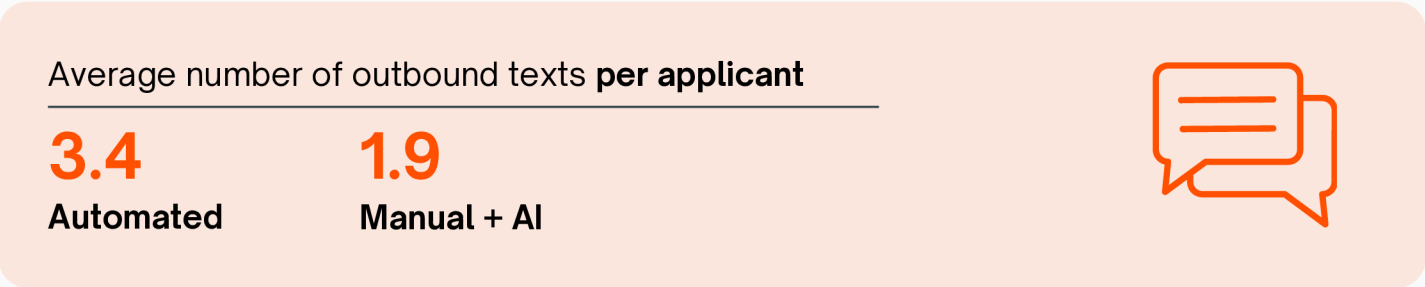 Average number of outbound texts per applicant
3.4 1.9
Automated Manual + AI